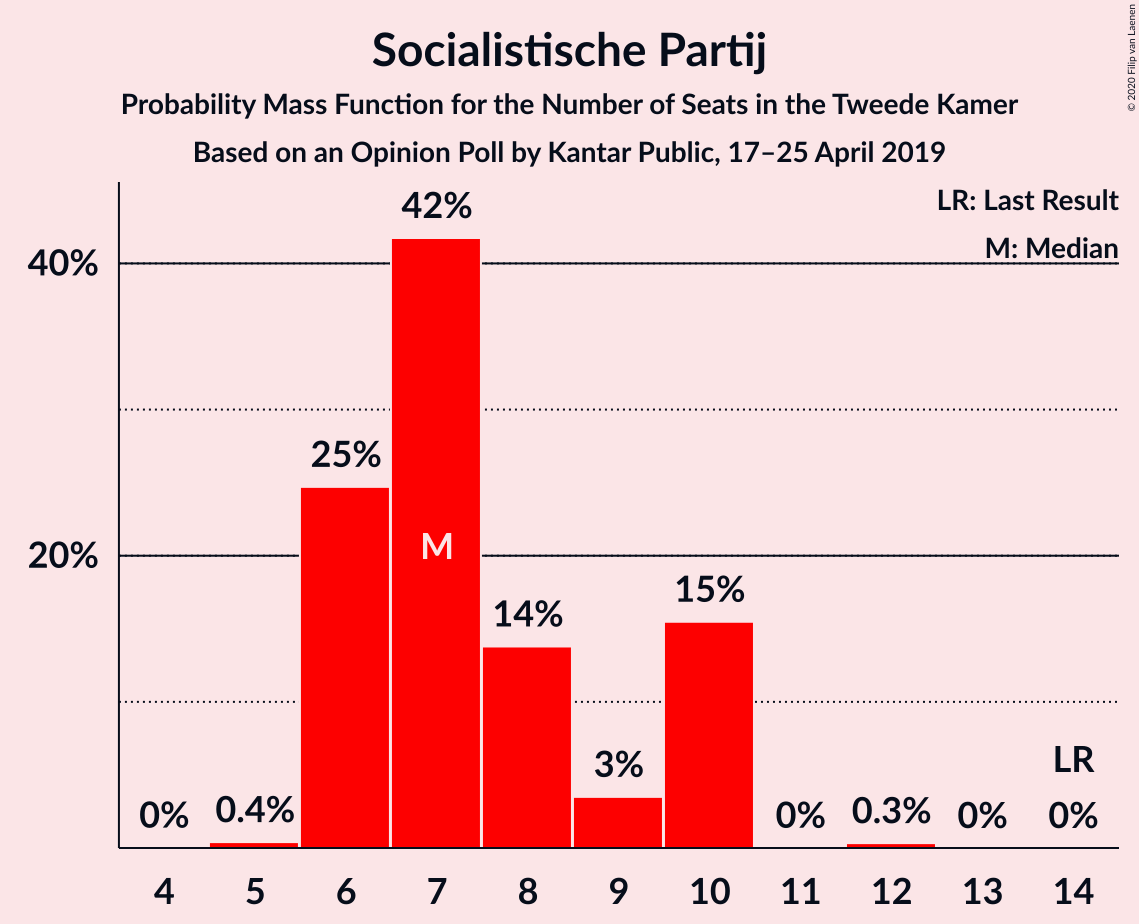 Socialistische Partij
Probability Mass Function for the Number of Seats in the Tweede Kamer
Based on an Opinion Poll by Kantar Public, 17–25 April 2019
© 2020 Filip van Laenen
LR: Last Result
M: Median
40%
20%
0%
0.4%
25%
42%
M
14%
3%
15%
0%
0.3%
0%
LR
0%
4 5 6 7 8 9 10 11 12 13 14